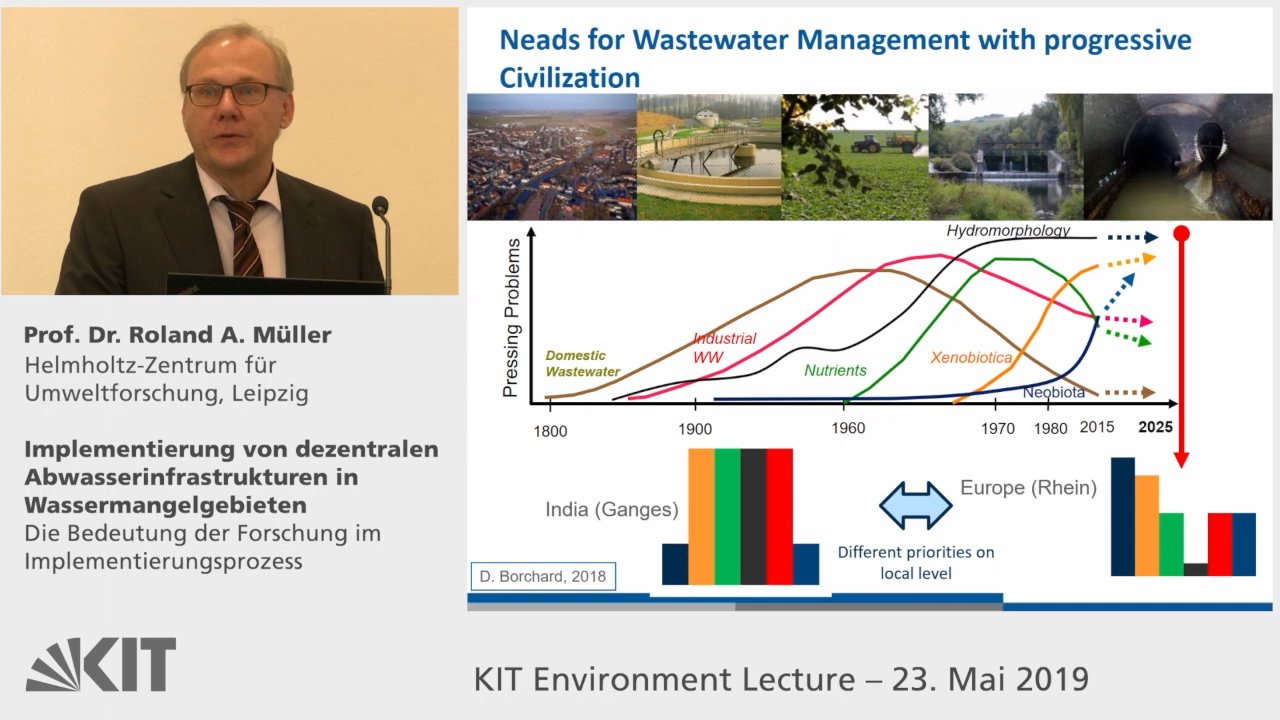 Neads for Wastewater Management with progressive
Civilization
Pressing Problems
Hydromorphology
Industrial
WW
Domestic
Wastewater
Nutrients
Xenobiotica
Neobiota
1800
1900
1960
1970
1980
2015
2025
India (Ganges)
Europe (Rhein)
Different priorities on
local level
D. Borchard, 2018
Prof. Dr. Roland A. Müller
Helmholtz-Zentrum für
Umweltforschung, Leipzig
Implementierung von dezentralen
Abwasserinfrastrukturen in
Wassermangelgebieten
Die Bedeutung der Forschung im
Implementierungsprozess
KIT
KIT Environment Lecture – 23. Mai 2019